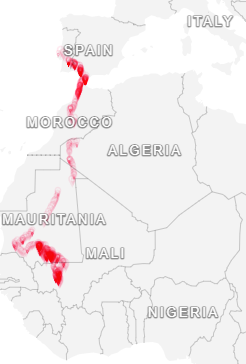 ITALY
SPAIN
MOROCCO
ALGERIA
MAURITANIA
MALI
NIGERIA